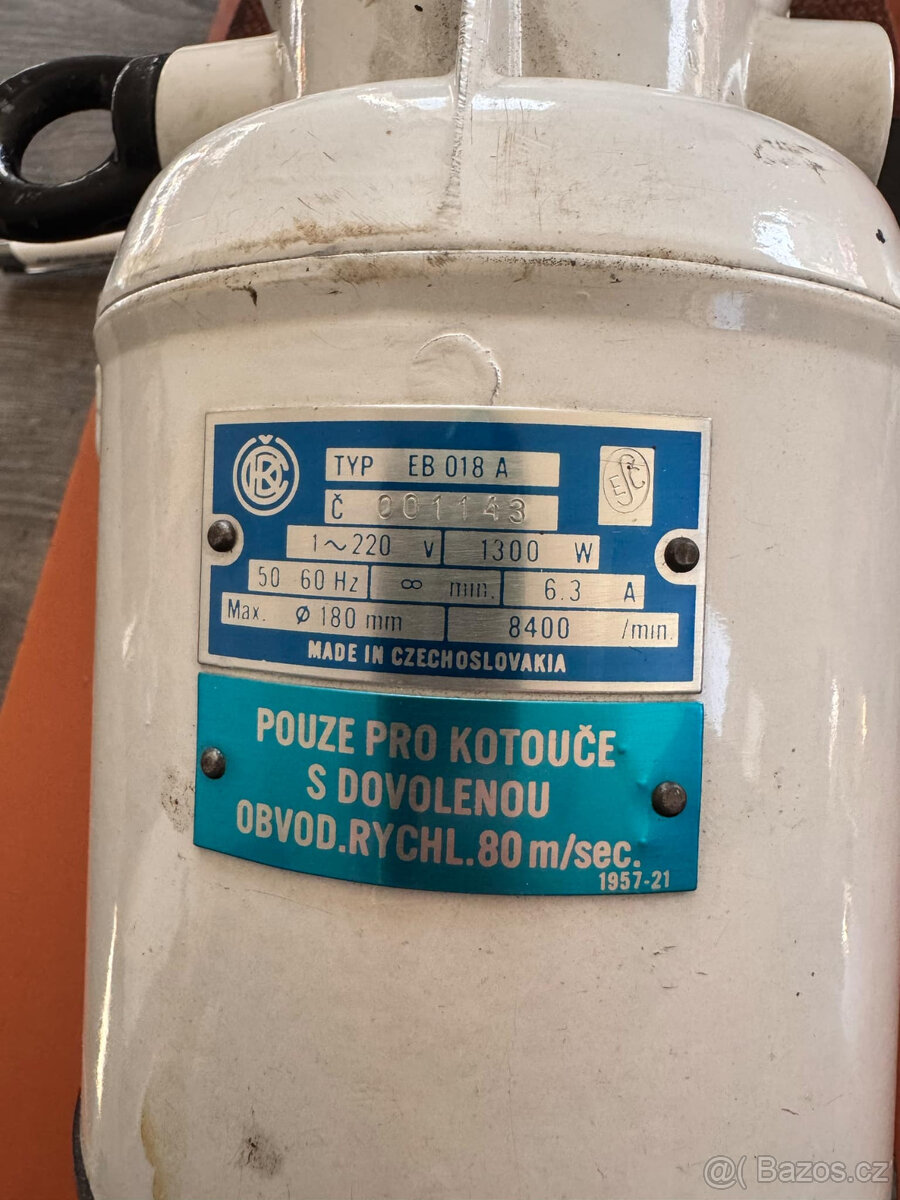 TYP EB 018 A
ESČ
Č 001143
1~220 V 1300 W
50 60 Hz ∞ min. 6.3 A
Max. Ø 180 mm 8400 /min.
MADE IN CZECHOSLOVAKIA
POUZE PRO KOTOUČE
S DOVOLENOU
OBVOD.RYCHL.80 m/sec.
1957-21
@( Bazos.cz